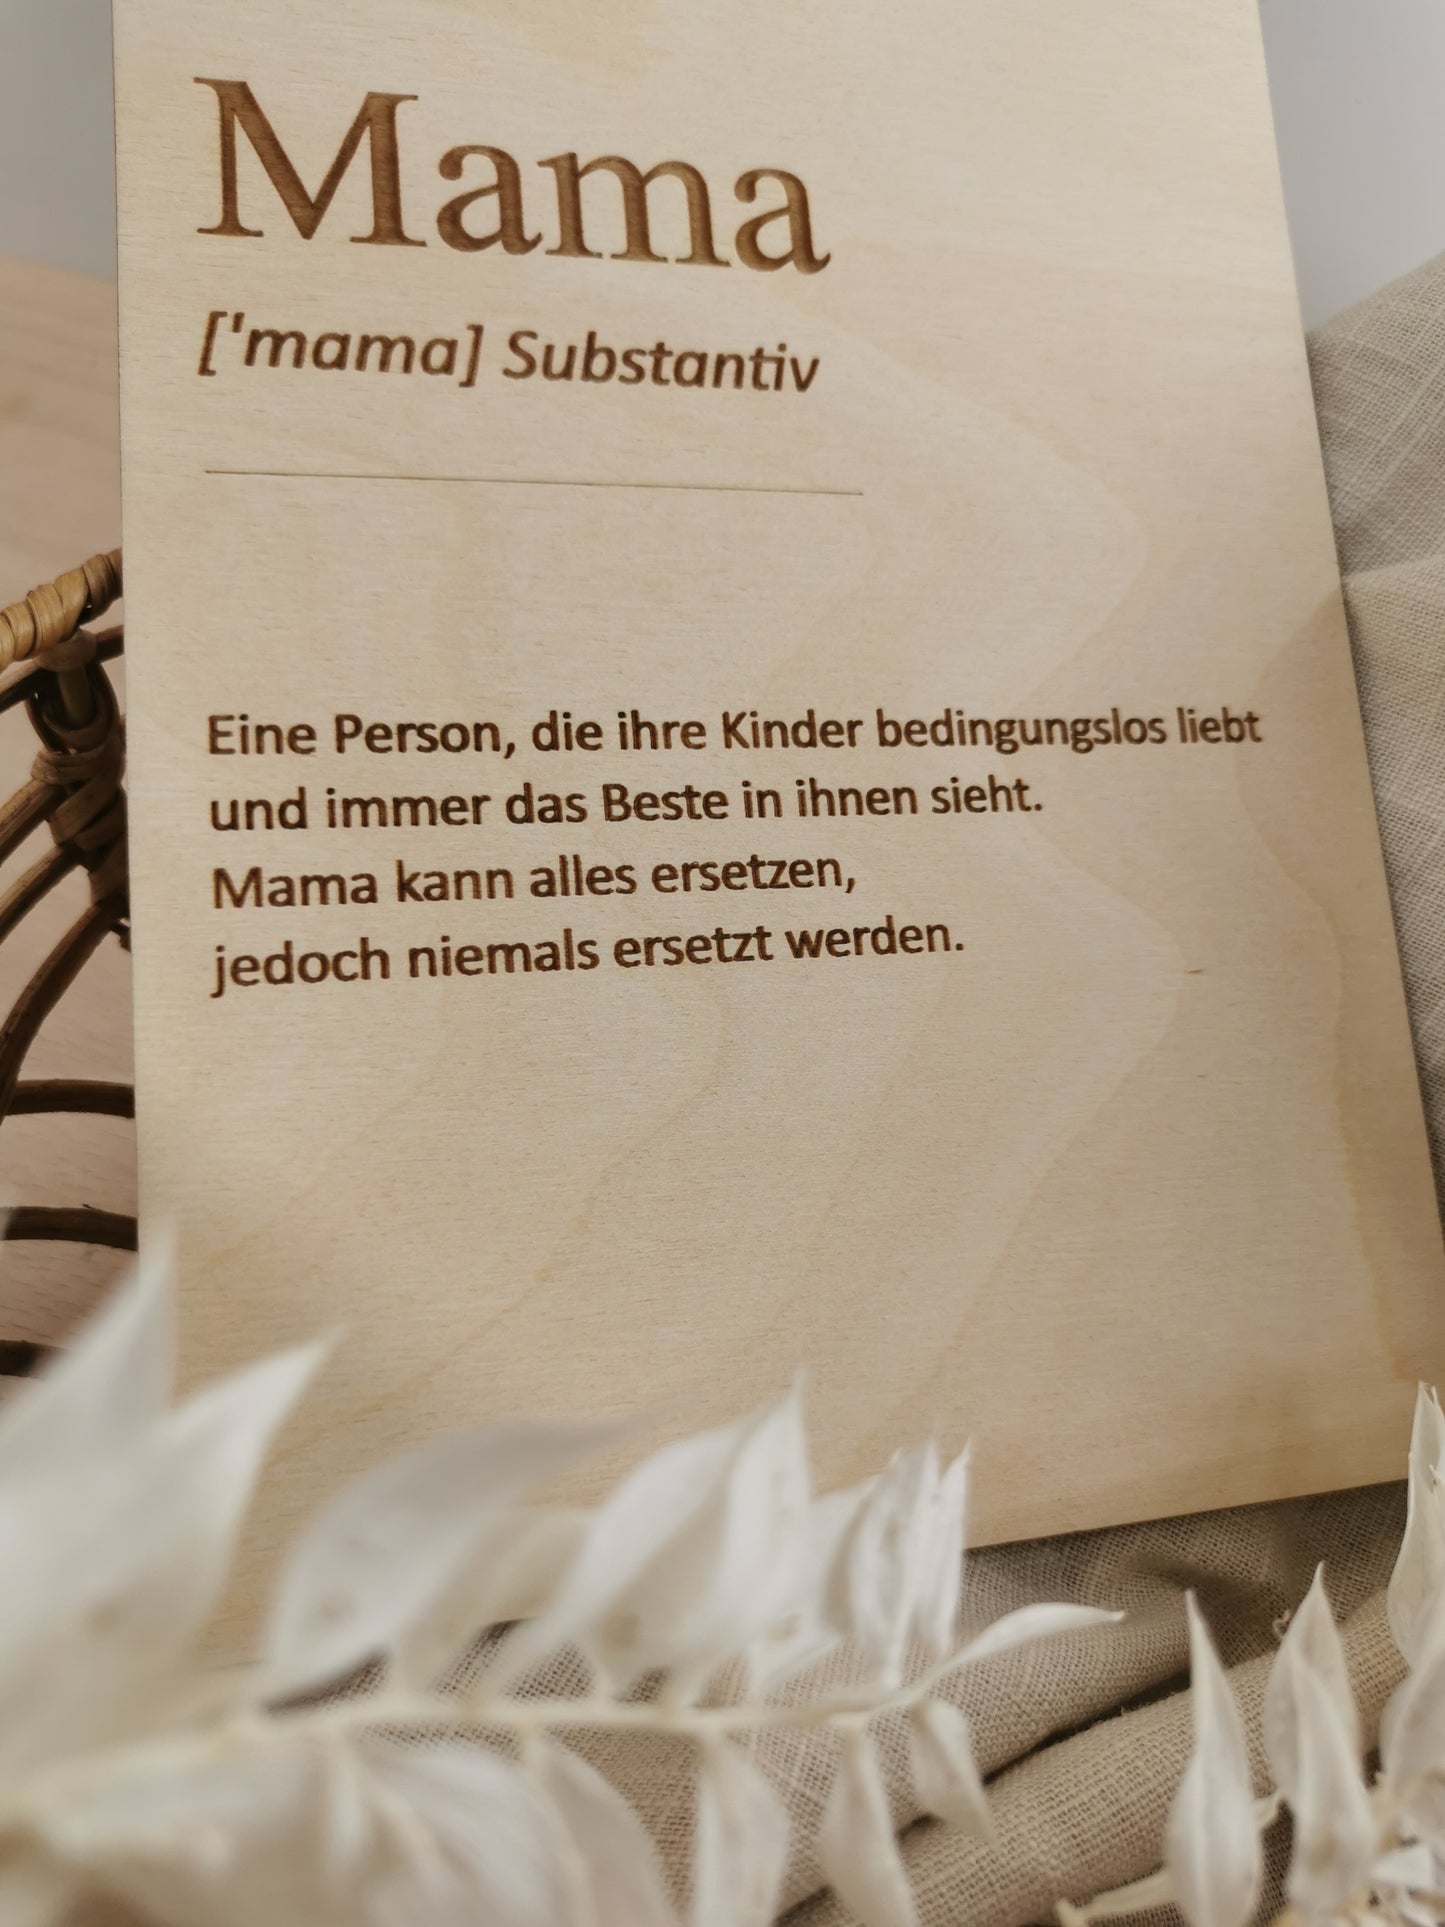 Mama
['mama] Substantiv
Eine Person, die ihre Kinder bedingungslos liebt
und immer das Beste in ihnen sieht.
Mama kann alles ersetzen,
jedoch niemals ersetzt werden.